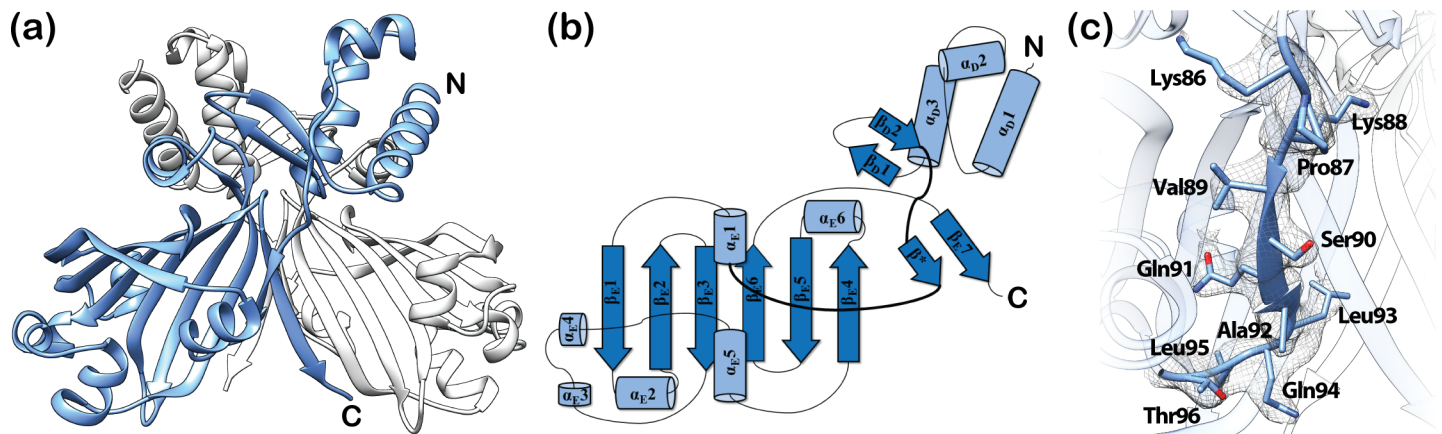 (a)
N
C
(b)
N
αD2
αD3
αD1
βD2
βD1
αE6
αE1
βE7
β*
C
βE1
βE2
βE3
βE6
βE5
βE4
αE4
αE5
αE3
αE2
(c)
Lys86
Lys88
Pro87
Val89
Ser90
Gln91
Leu93
Ala92
Leu95
Gln94
Thr96